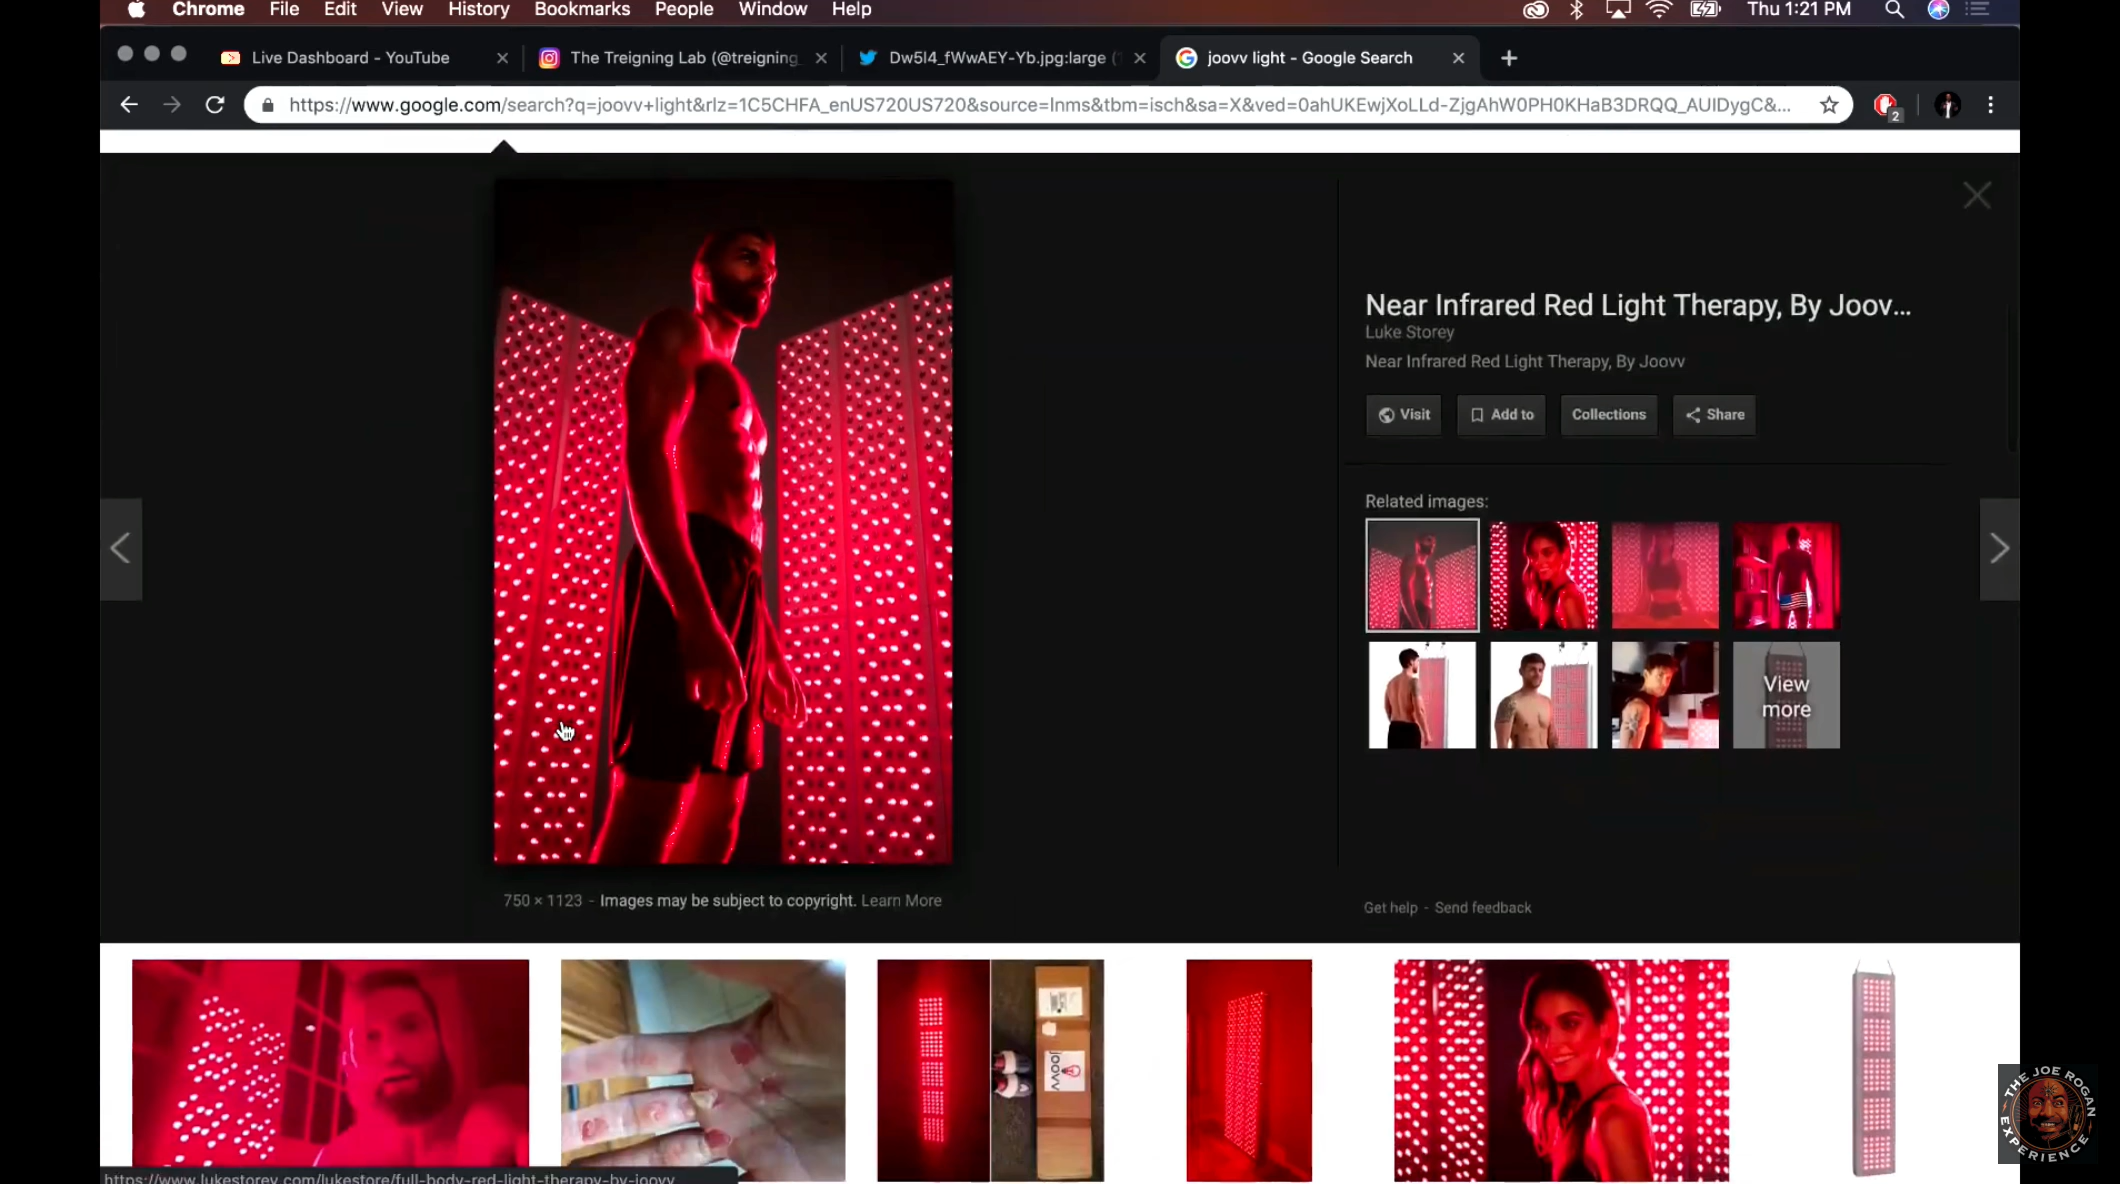 Chrome File Edit View History Bookmarks People Window Help Thu 1:21 PM
Live Dashboard - YouTube
The Treigning Lab (@treigning_
Dw5I4_fWwAEY-Yb.jpg:large (
joovv light - Google Search
https://www.google.com/search?q=joovv+light&rlz=1C5CHFA_enUS720US720&source=lnms&tbm=isch&sa=X&ved=0ahUKEwjXoLLd-ZjgAhW0PH0KHaB3DRQQ_AUIDygC&...
2
Near Infrared Red Light Therapy, By Joov...
Luke Storey
Near Infrared Red Light Therapy, By Joovv
Visit Add to Collections Share
Related images:
View
more
750 × 1123 - Images may be subject to copyright. Learn More
Get help - Send feedback
joovv
THE JOE ROGAN
EXPERIENCE
https://www.lukestorey.com/lukestore/full-body-red-light-therapy-by-joovv